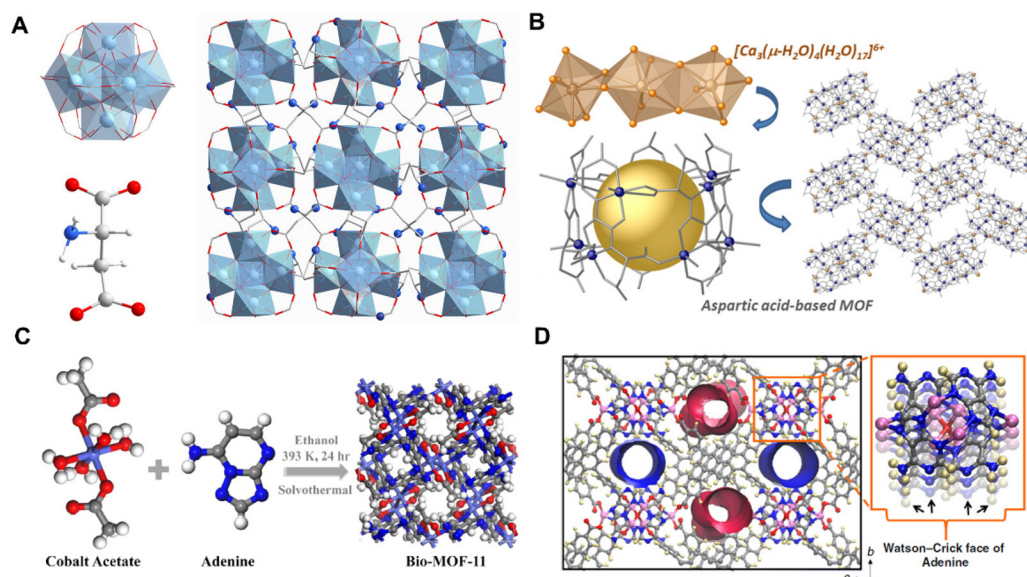 A
B
[Ca3(μ-H2O)4(H2O)17]6+
Aspartic acid-based MOF
C
Ethanol
393 K, 24 hr
Solvothermal
Cobalt Acetate
Adenine
Bio-MOF-11
D
Watson–Crick face of
Adenine
b